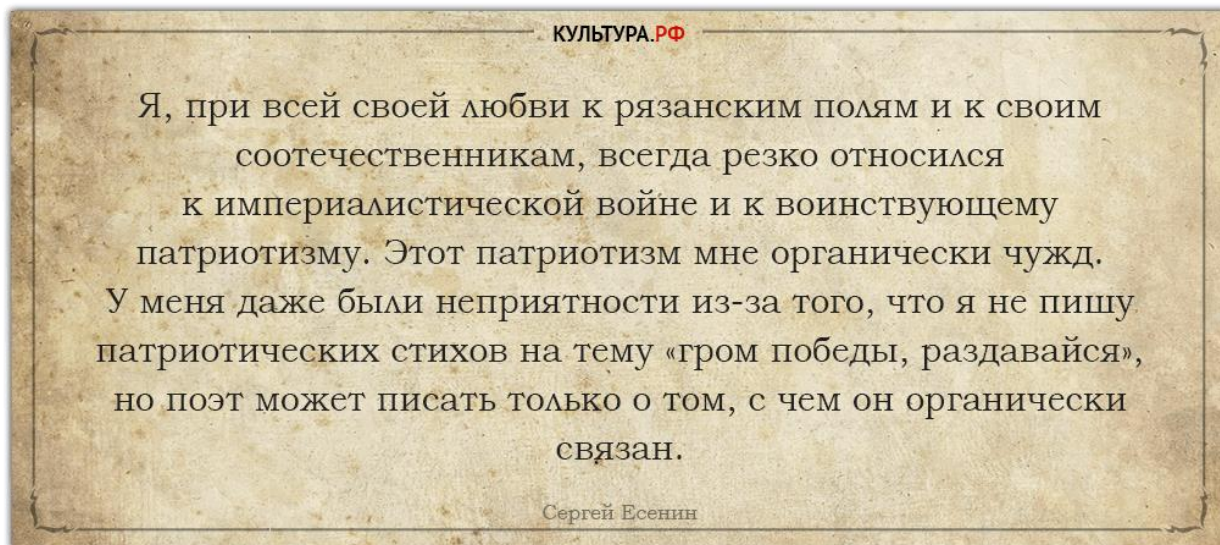 КУЛЬТУРА.РФ
Я, при всей своей любви к рязанским полям и к своим
соотечественникам, всегда резко относился
к империалистической войне и к воинствующему
патриотизму. Этот патриотизм мне органически чужд.
У меня даже были неприятности из-за того, что я не пишу
патриотических стихов на тему «гром победы, раздавайся»,
но поэт может писать только о том, с чем он органически
связан.
Сергей Есенин